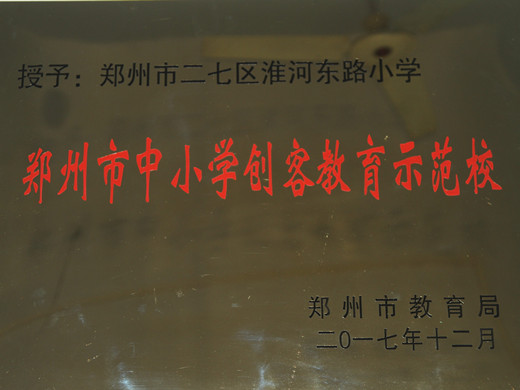 授予：郑州市二七区淮河东路小学
郑州市中小学创客教育示范校
郑州市教育局
二〇一七年十二月